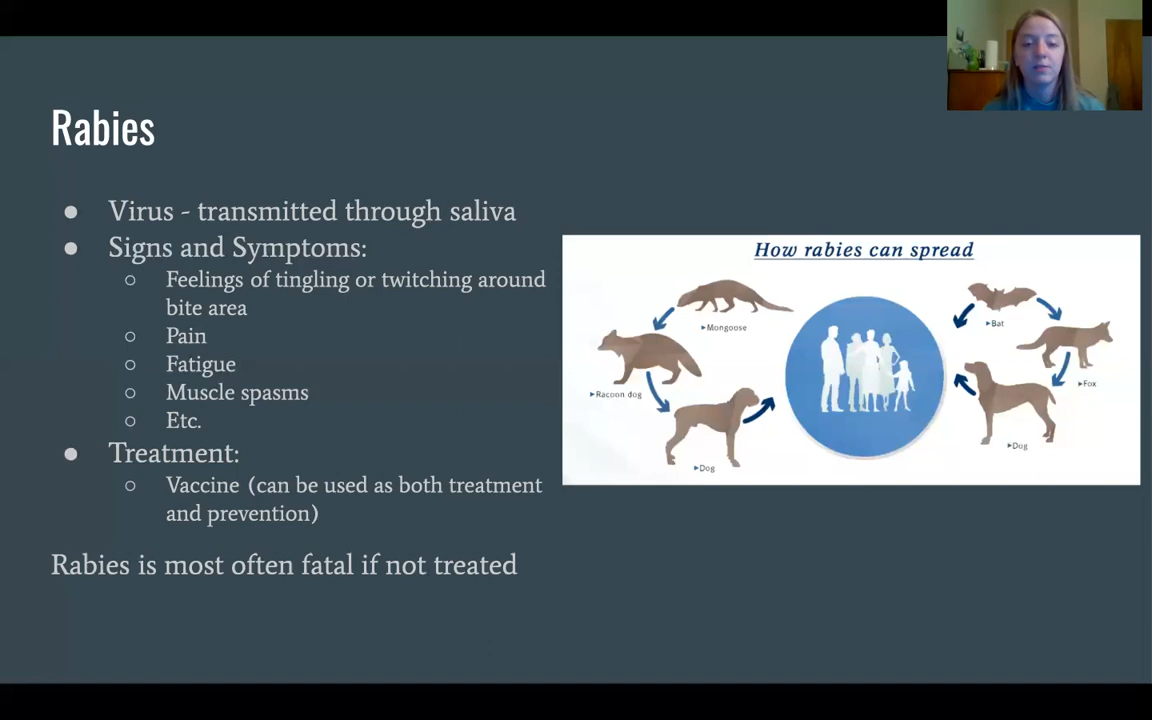 Rabies
● Virus - transmitted through saliva
● Signs and Symptoms:
○ Feelings of tingling or twitching around
bite area
○ Pain
○ Fatigue
○ Muscle spasms
○ Etc.
● Treatment:
○ Vaccine (can be used as both treatment
and prevention)
Rabies is most often fatal if not treated
How rabies can spread
▸Mongoose
▸Racoon dog
▸Dog
▸Bat
▸Fox
▸Dog